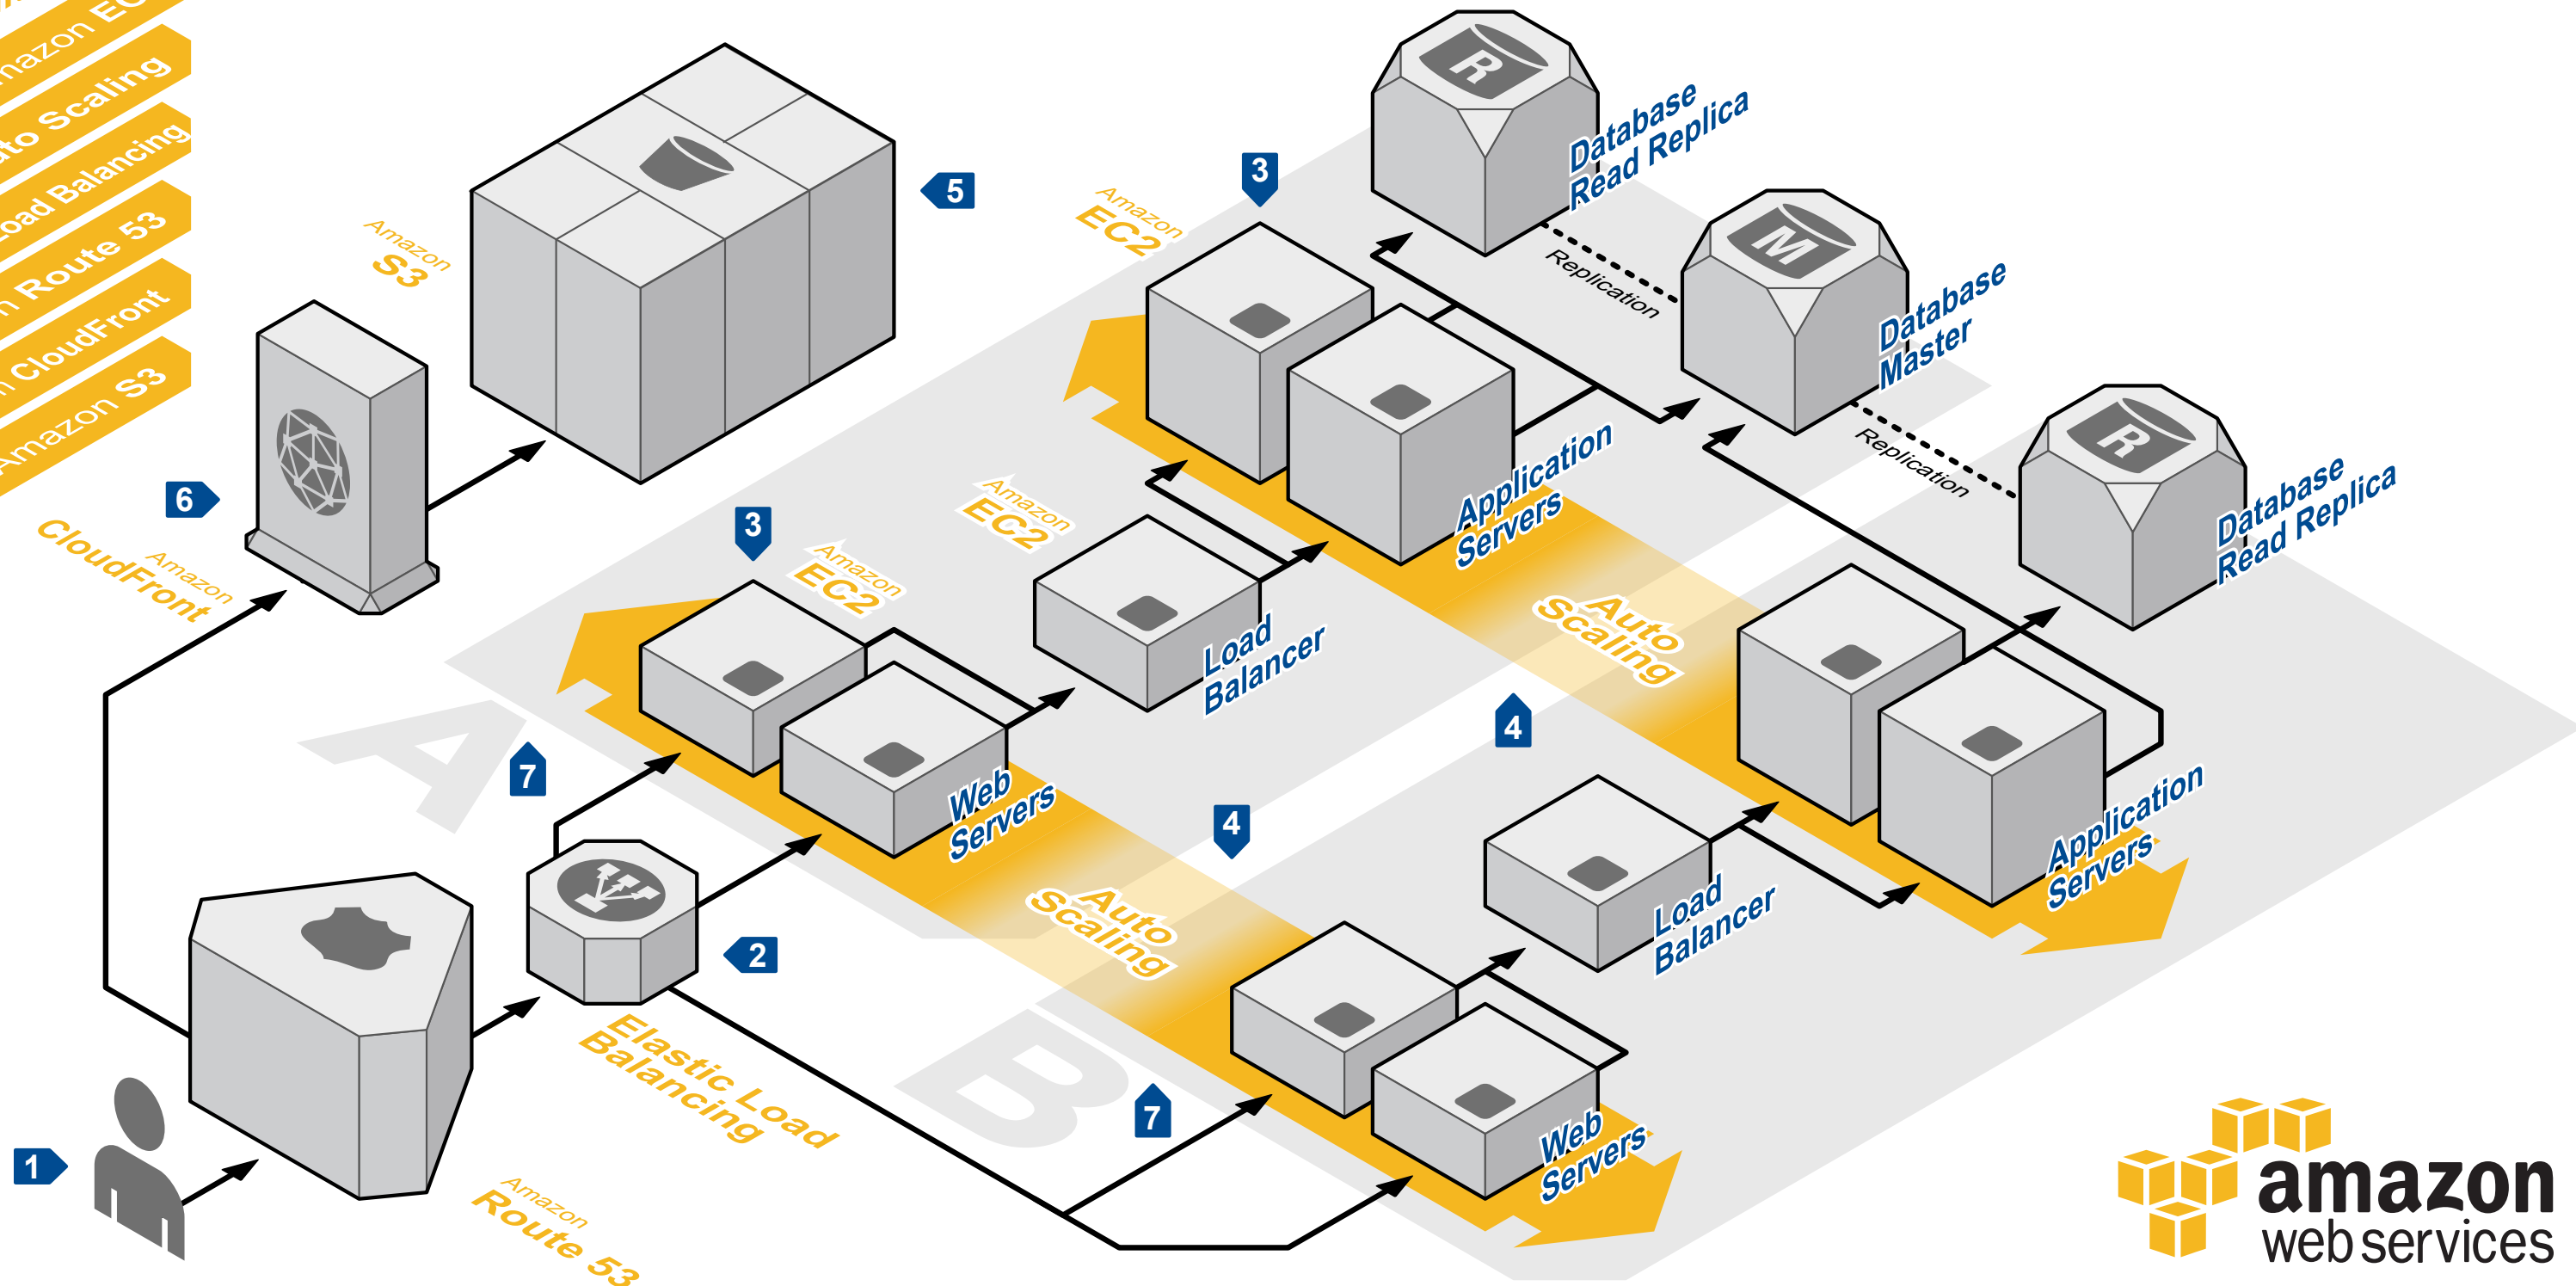 Auto Scaling
Load Balancing
Route 53
CloudFront
Amazon S3
Amazon
S3
5
6
Amazon
CloudFront
1
Amazon
Route 53
2
Elastic Load
Balancing
7
3
Amazon
EC2
Web
Servers
Amazon
EC2
Load
Balancer
3
Amazon
EC2
Application
Servers
R
Database
Read Replica
Replication
M
Database
Master
Replication
R
Database
Read Replica
A
4
Auto
Scaling
4
Auto
Scaling
B
7
Web
Servers
Load
Balancer
Application
Servers
amazon
web services